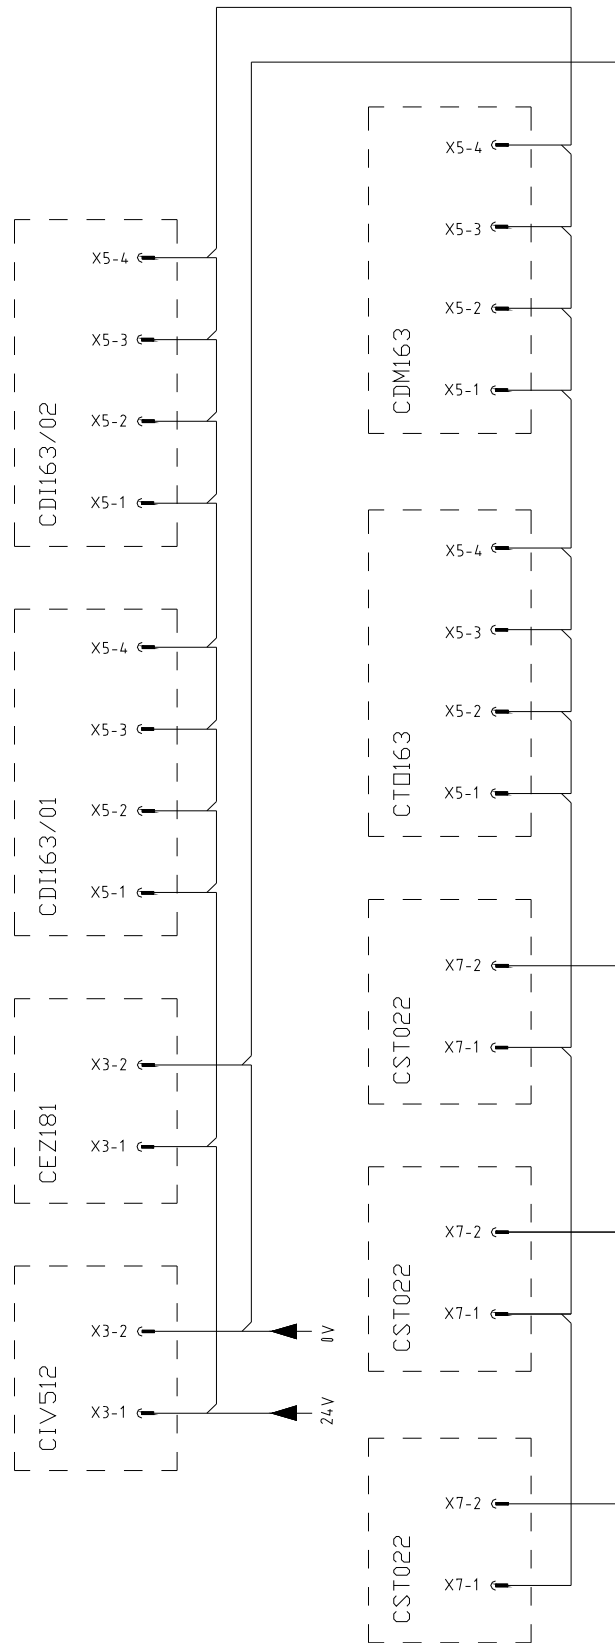 X5-4
X5-3
X5-2
X5-1
CDI163/02
X5-4
X5-3
X5-2
X5-1
CDI163/01
X3-2
X3-1
CEZ181
X3-2
X3-1
CIV512
0V
24V
X5-4
X5-3
X5-2
X5-1
CDM163
X5-4
X5-3
X5-2
X5-1
CTO163
X7-2
X7-1
CST022
X7-2
X7-1
CST022
X7-2
X7-1
CST022